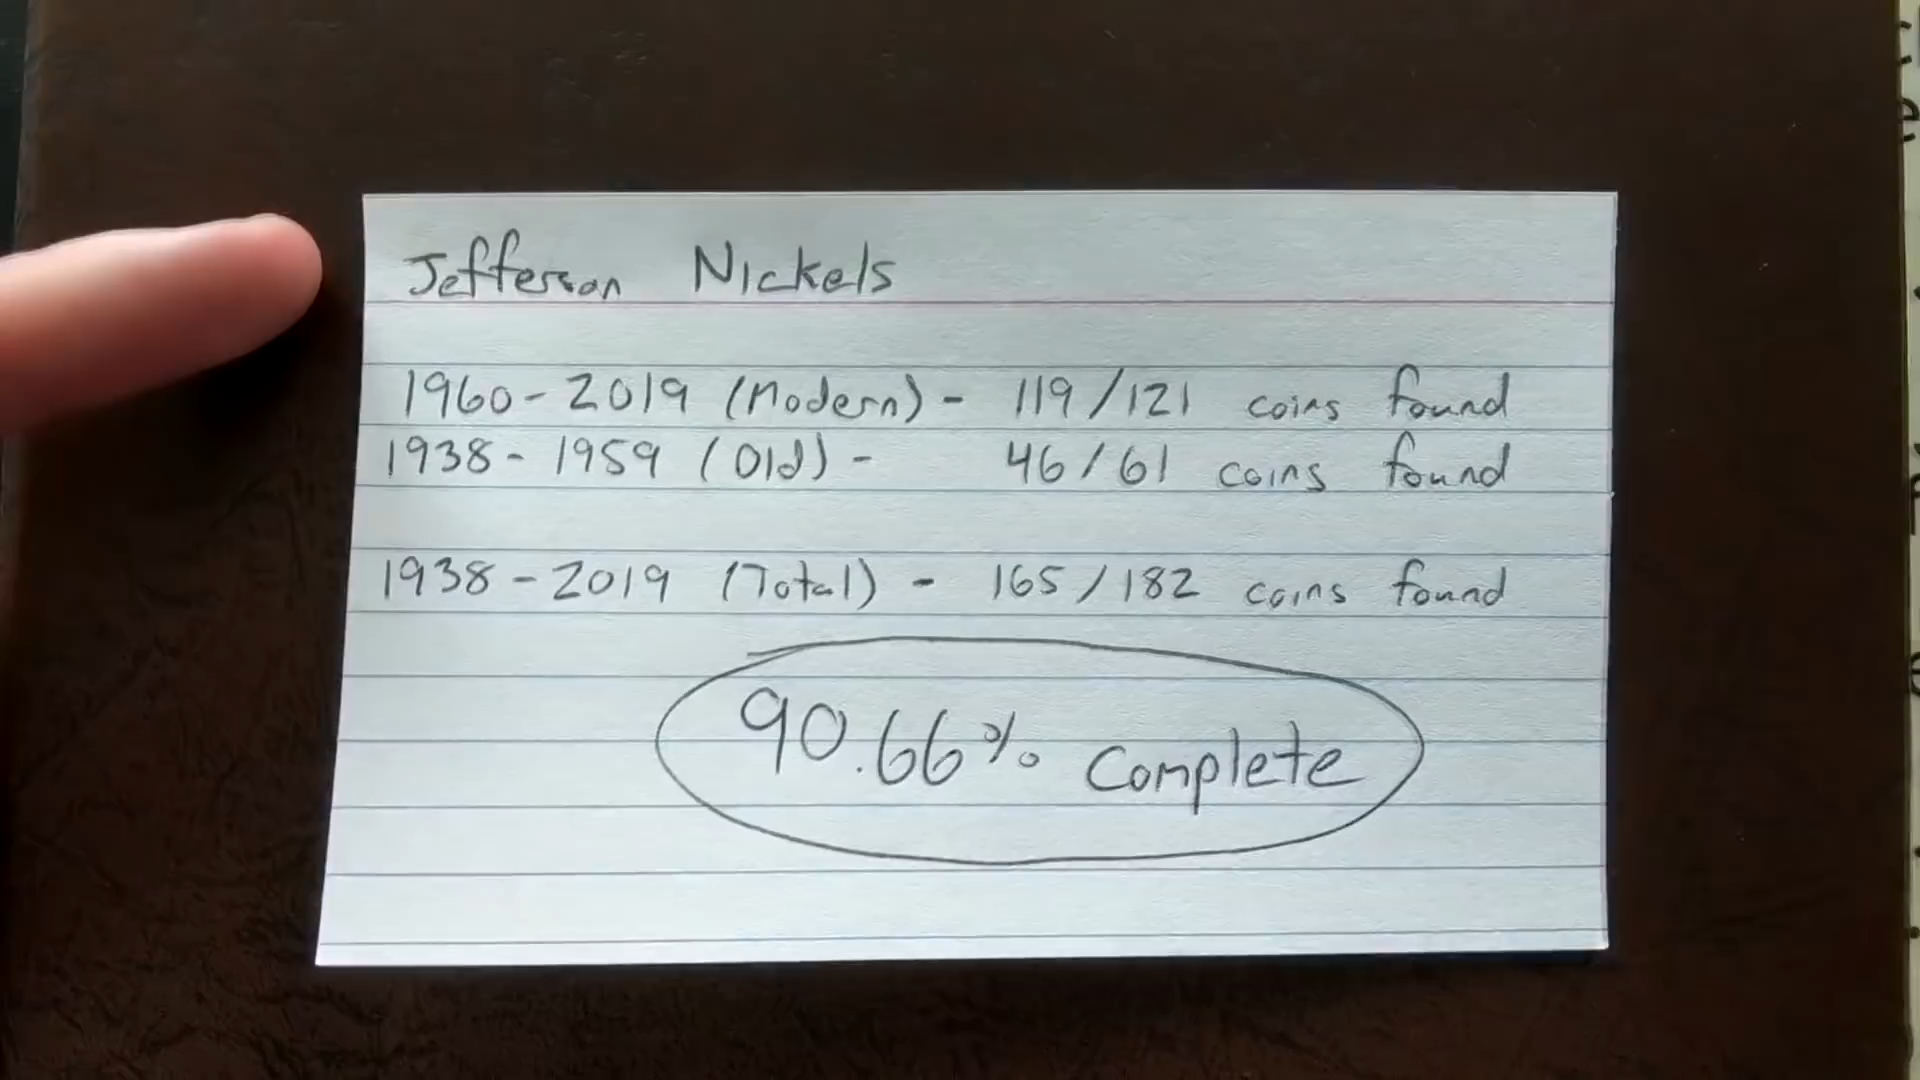 Jefferson Nickels
1960-2019 (Modern) - 119/121 coins found
1938-1959 (Old) - 46/61 coins found
1938-2019 (Total) - 165/182 coins found
90.66% complete